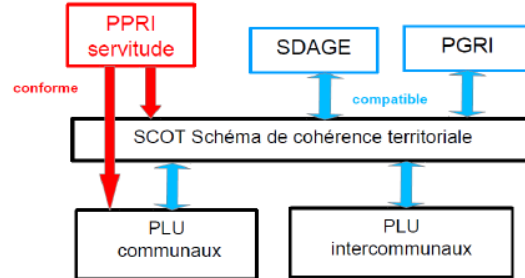 PPRI
servitude
SDAGE
PGRI
conforme
compatible
SCOT Schéma de cohérence territoriale
PLU
communaux
PLU
intercommunaux